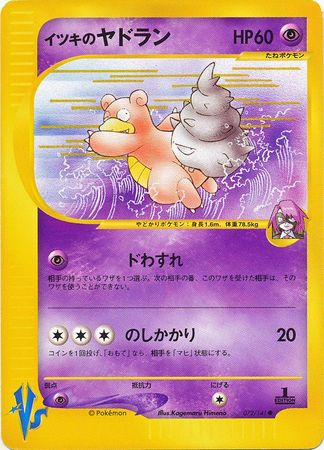 イツキのヤドラン HP60
たねポケモン
やどかりポケモン：身長1.6m、体重78.5kg
ドわすれ
相手の持っているワザを1つ選ぶ。次の相手の番、このワザを受けた相手は、その
ワザを使うことができない。
のしかかり 20
コインを1回投げ、「おもて」なら、相手を「マヒ」状態にする。
弱点 抵抗力 にげる
VS
©Pokémon Illus.Kagemaru Himeno 1 EDITION 072/141●